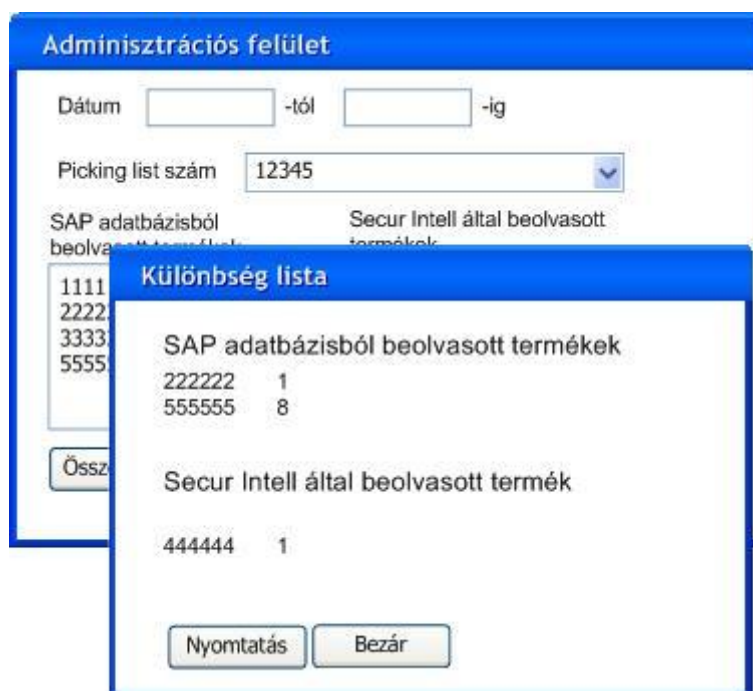 Adminisztrációs felület
Dátum -tól -ig
Picking list szám 12345
SAP adatbázisból
Secur Intell által beolvasott
termékek
1111
Különbség lista
SAP adatbázisból beolvasott termékek
222222 1
555555 8
Secur Intell által beolvasott termék
444444 1
Nyomtatás Bezár